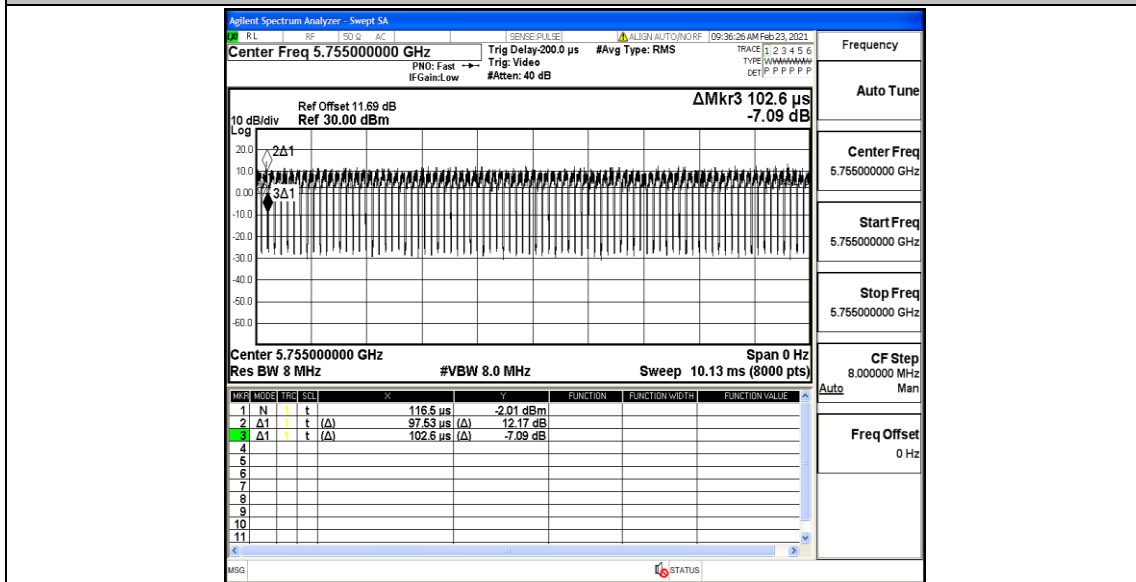 Agilent Spectrum Analyzer - Swept SA
RL RF 50 Ω AC SENSE:PULSE ALIGN AUTO/NO RF 09:36:26 AM Feb 23, 2021
Center Freq 5.755000000 GHz
PNO: Fast
IFGain:Low
Trig Delay-200.0 µs
Trig: Video
#Atten: 40 dB
#Avg Type: RMS
TRACE 1 2 3 4 5 6
TYPE
DET P P P P P P
Frequency
Auto Tune
Center Freq
5.755000000 GHz
Start Freq
5.755000000 GHz
Stop Freq
5.755000000 GHz
CF Step
8.000000 MHz
Auto Man
Freq Offset
0 Hz
ΔMkr3 102.6 µs
-7.09 dB
Ref Offset 11.69 dB
10 dB/div Ref 30.00 dBm
Log
20.0
10.0
0.00
-10.0
-20.0
-30.0
-40.0
-50.0
-60.0
2Δ1
3Δ1
Center 5.755000000 GHz Span 0 Hz
Res BW 8 MHz #VBW 8.0 MHz Sweep 10.13 ms (8000 pts)
MKR MODE TRC SCL X Y FUNCTION FUNCTION WIDTH FUNCTION VALUE
1 N 1 t 116.5 µs -2.01 dBm
2 Δ1 1 t (Δ) 97.53 µs (Δ) 12.17 dB
3 Δ1 1 t (Δ) 102.6 µs (Δ) -7.09 dB
4
5
6
7
8
9
10
11
MSG STATUS